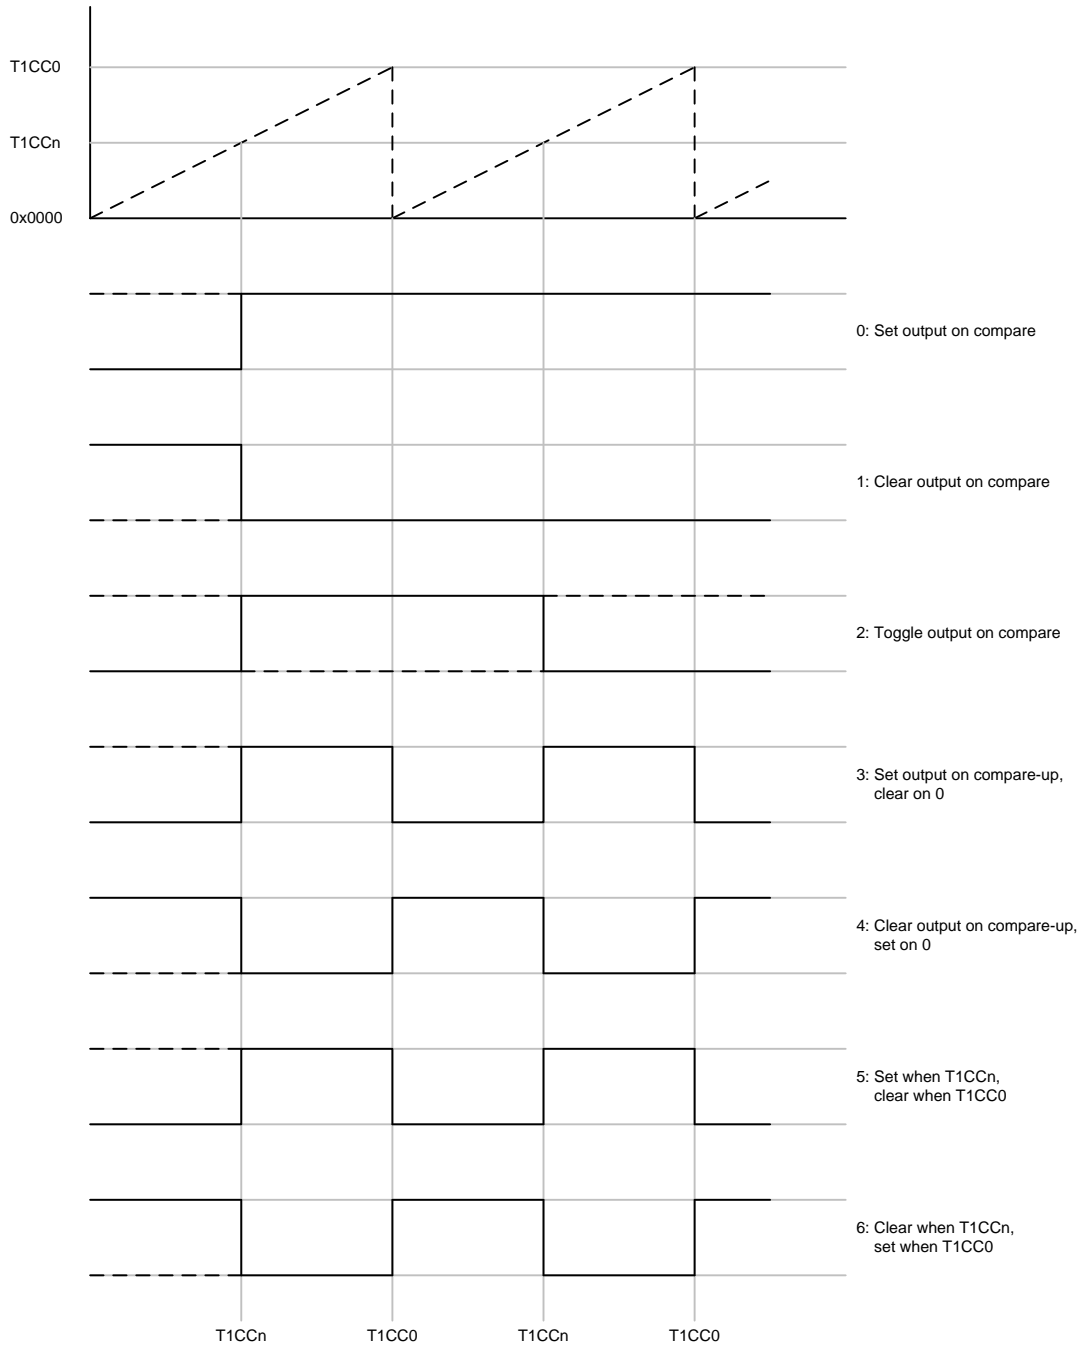 T1CC0
T1CCn
0x0000
0: Set output on compare
1: Clear output on compare
2: Toggle output on compare
3: Set output on compare-up,
clear on 0
4: Clear output on compare-up,
set on 0
5: Set when T1CCn,
clear when T1CC0
6: Clear when T1CCn,
set when T1CC0
T1CCn T1CC0 T1CCn T1CC0